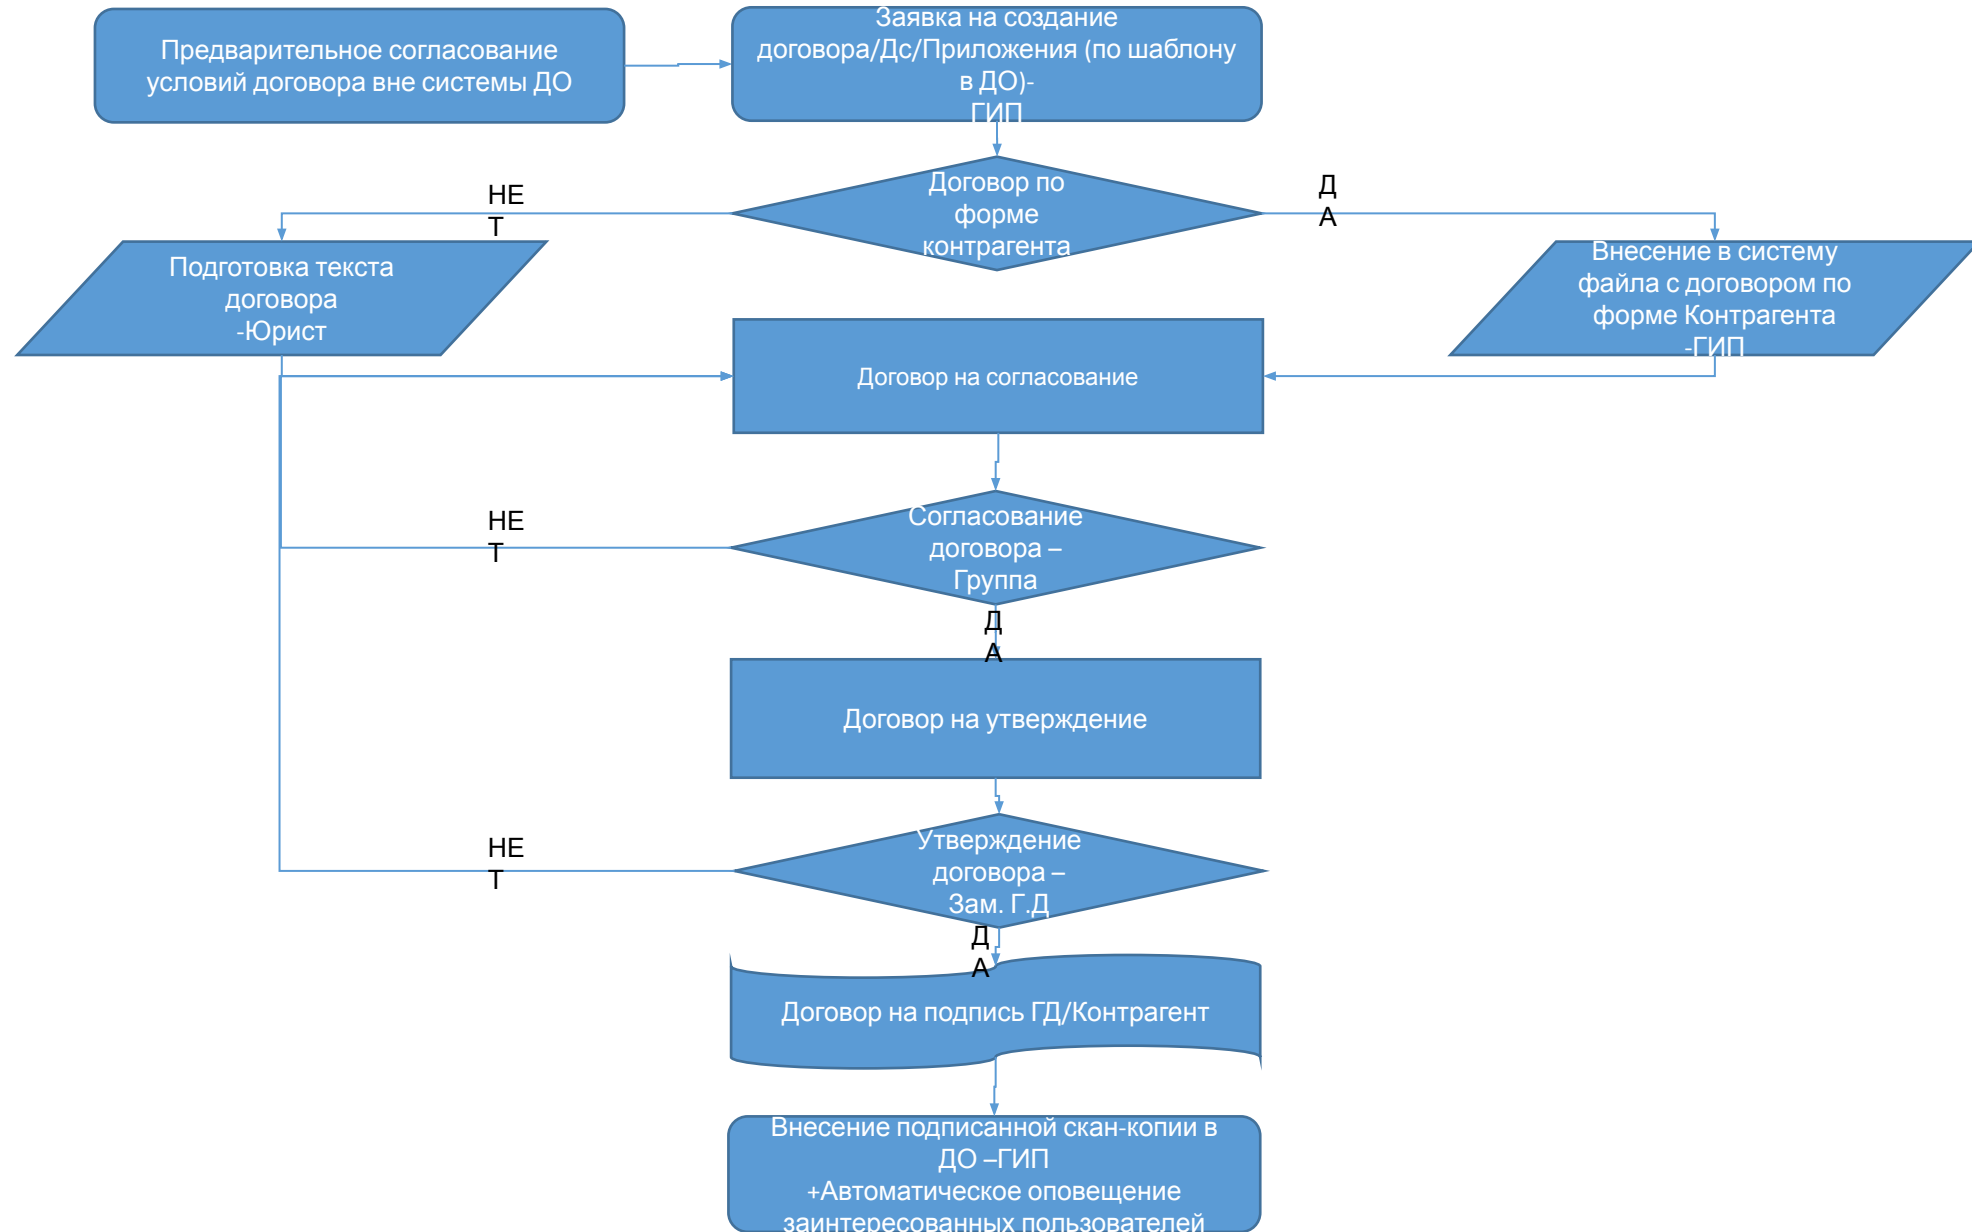 Предварительное согласование
условий договора вне системы ДО
Заявка на создание
договора/Дс/Приложения (по шаблону
в ДО)-
ГИП
Договор по
форме
контрагента
НЕ
Т
Д
А
Подготовка текста
договора
-Юрист
Внесение в систему
файла с договором по
форме Контрагента
-ГИП
Договор на согласование
Согласование
договора –
Группа
НЕ
Т
Д
А
Договор на утверждение
Утверждение
договора –
Зам. Г.Д
НЕ
Т
Д
А
Договор на подпись ГД/Контрагент
Внесение подписанной скан-копии в
ДО –ГИП
+Автоматическое оповещение
заинтересованных пользователей